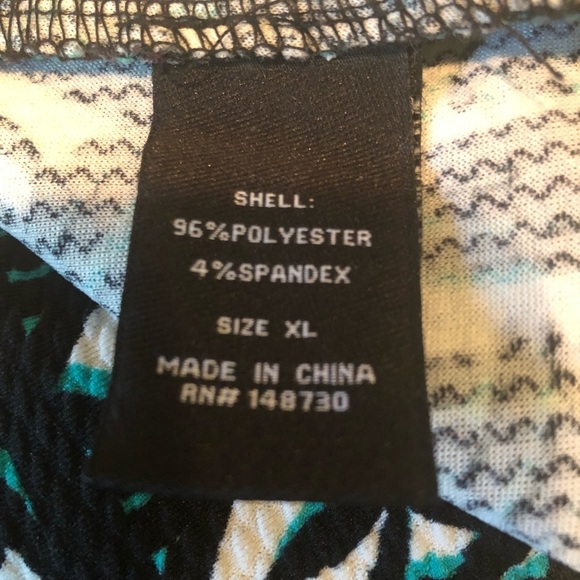 SHELL:
96%POLYESTER
4%SPANDEX
SIZE XL
MADE IN CHINA
RN# 148730